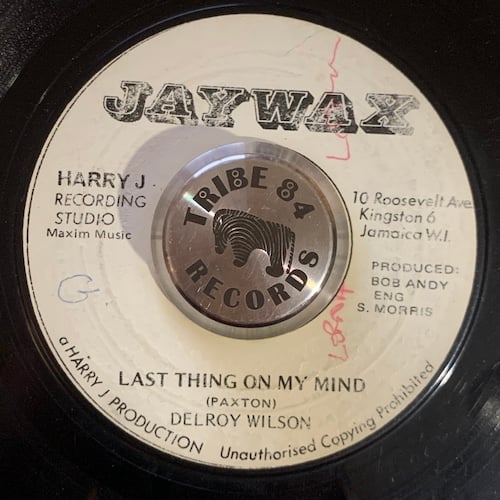 JAYWAX
HARRY J
RECORDING
STUDIO
Maxim Music
TRIBE 84
RECORDS
10 Roosevelt Ave
Kingston 6
Jamaica W.I.
PRODUCED:
BOB ANDY
ENG
S. MORRIS
G
LAST THING ON MY MIND
(PAXTON)
DELROY WILSON
a HARRY J PRODUCTION
Unauthorised Copying Prohibited